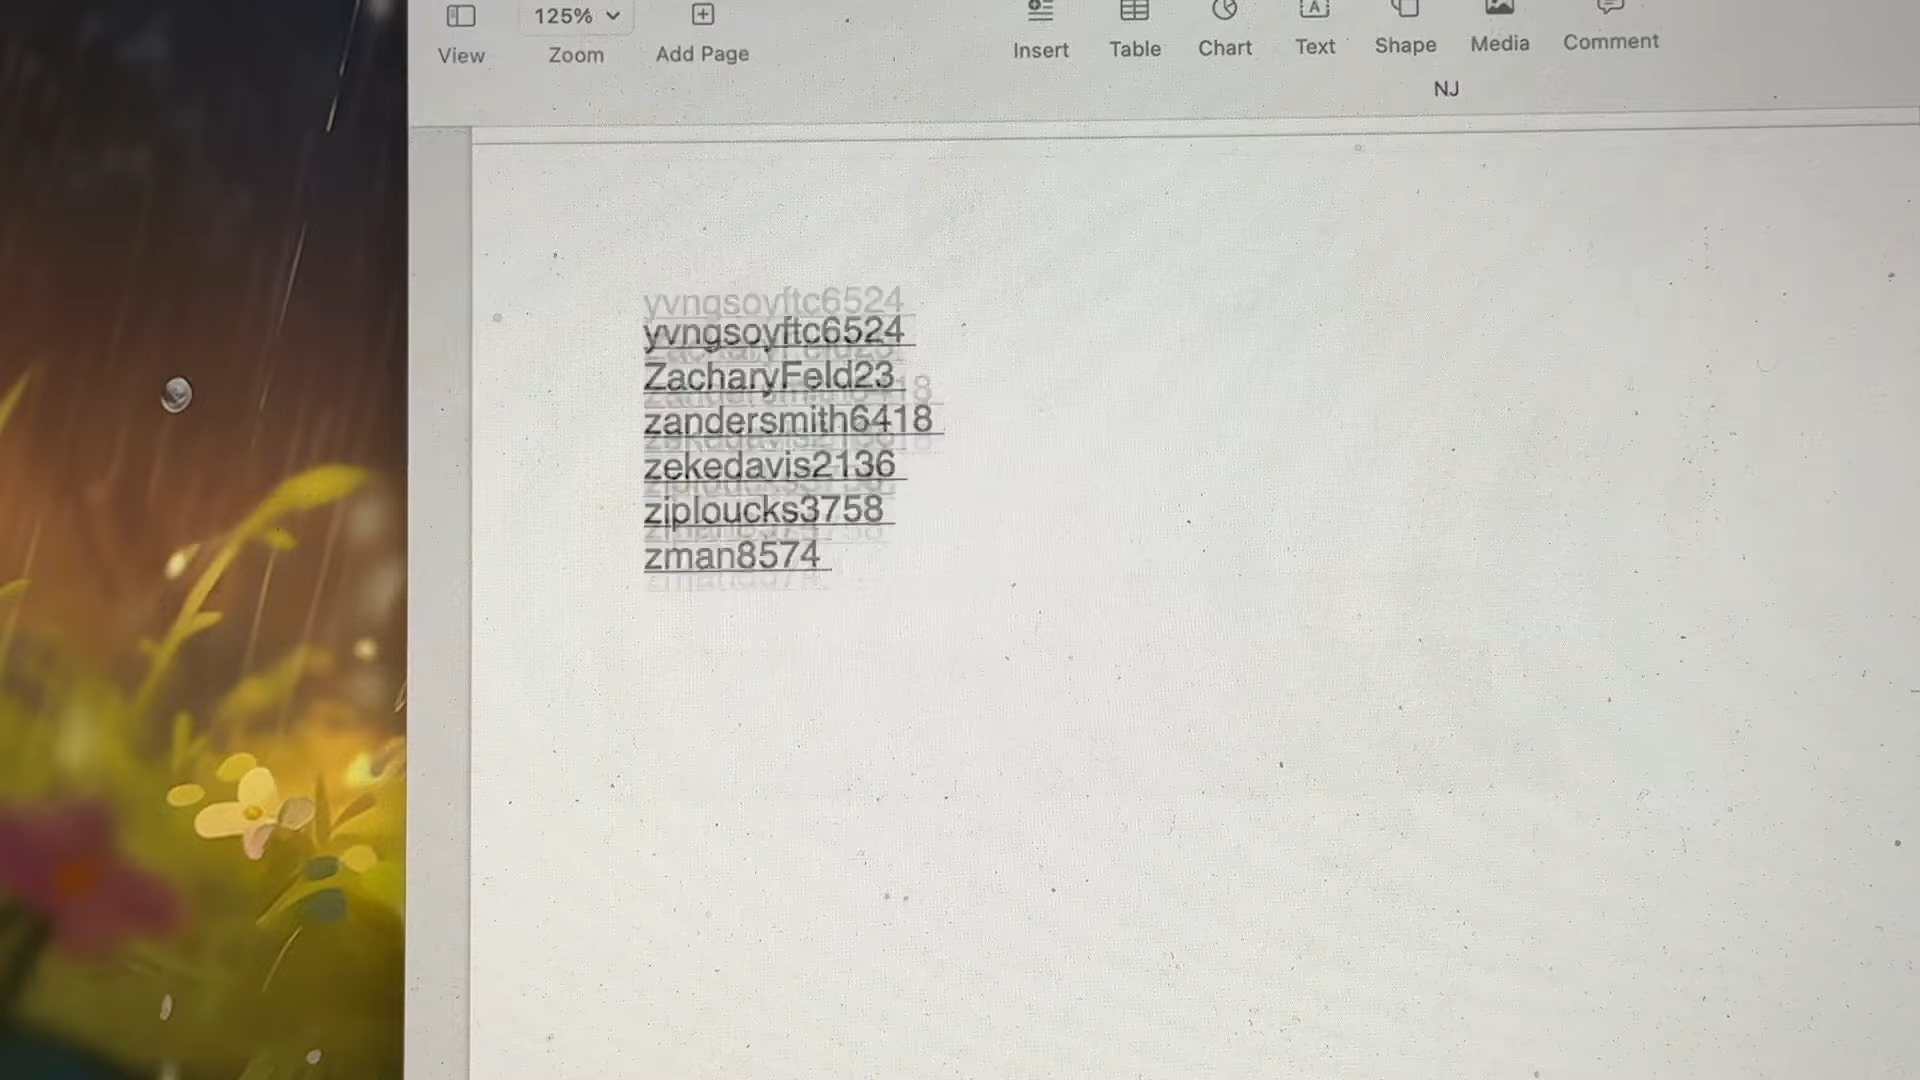 125%
View Zoom Add Page Insert Table Chart Text Shape Media Comment
NJ
yvngsoyftc6524
yvngsoyftc6524
ZacharyFeld23
zandersmith6418
zekedavis2136
ziploucks3758
zman8574